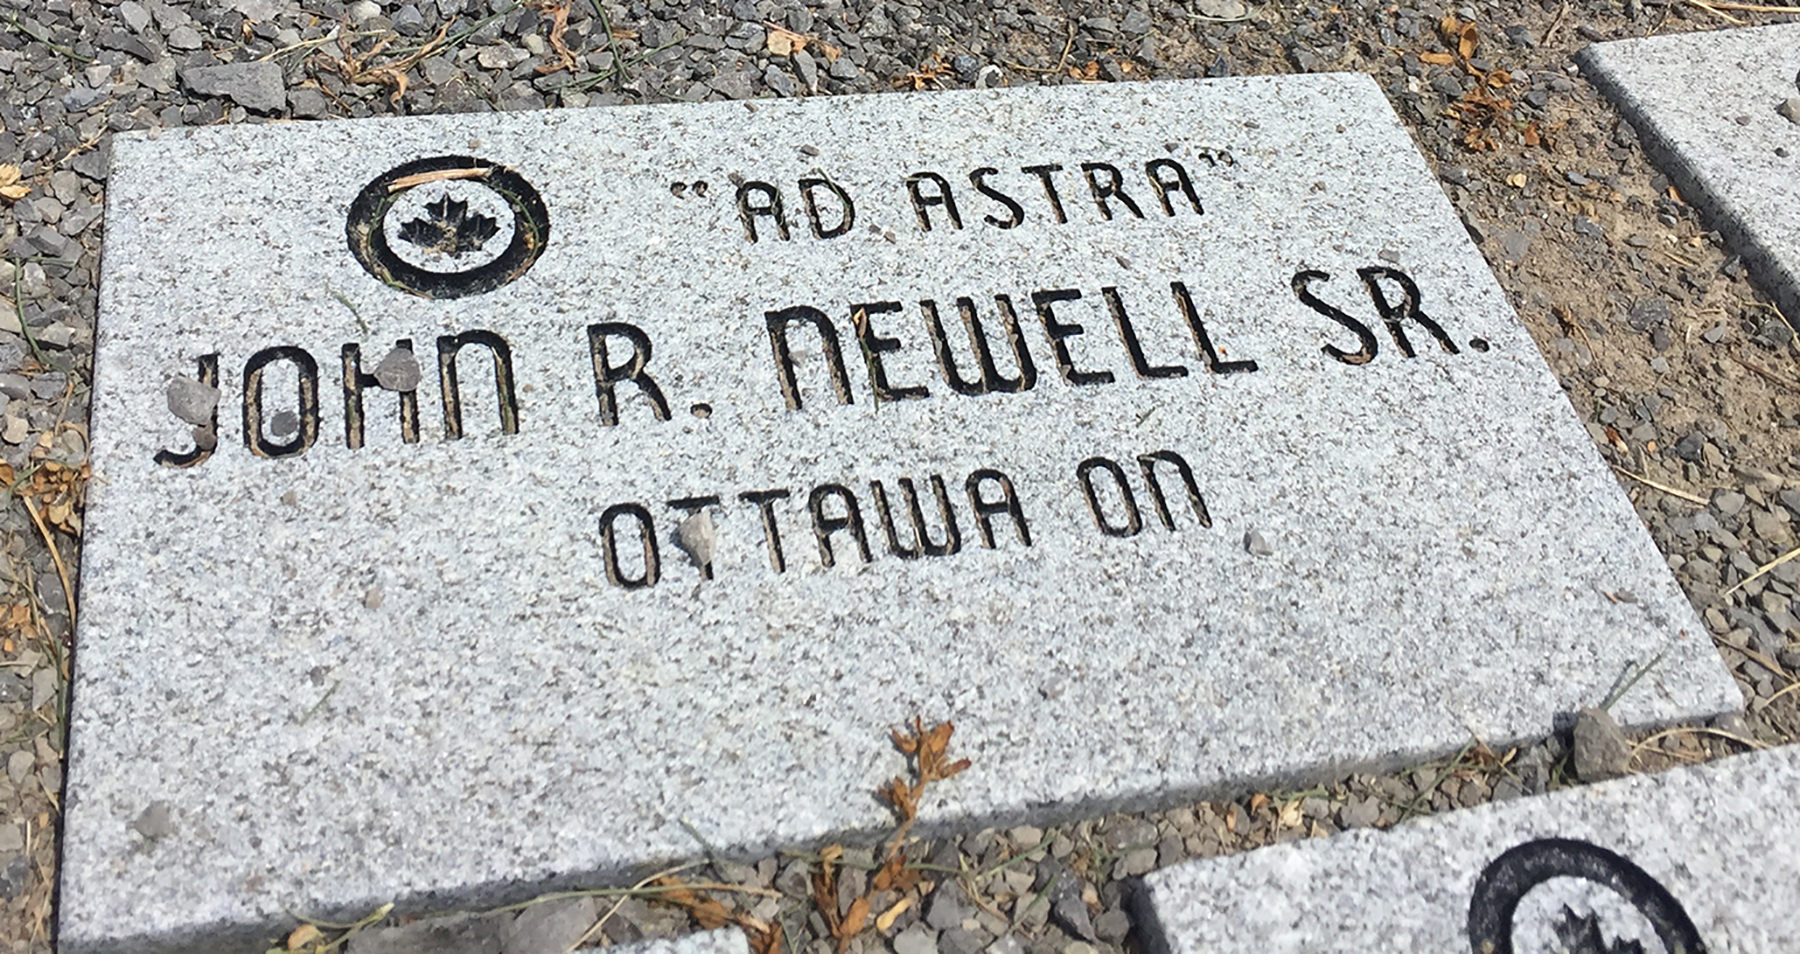 "AD ASTRA"
JOHN R. NEWELL SR.
OTTAWA ON